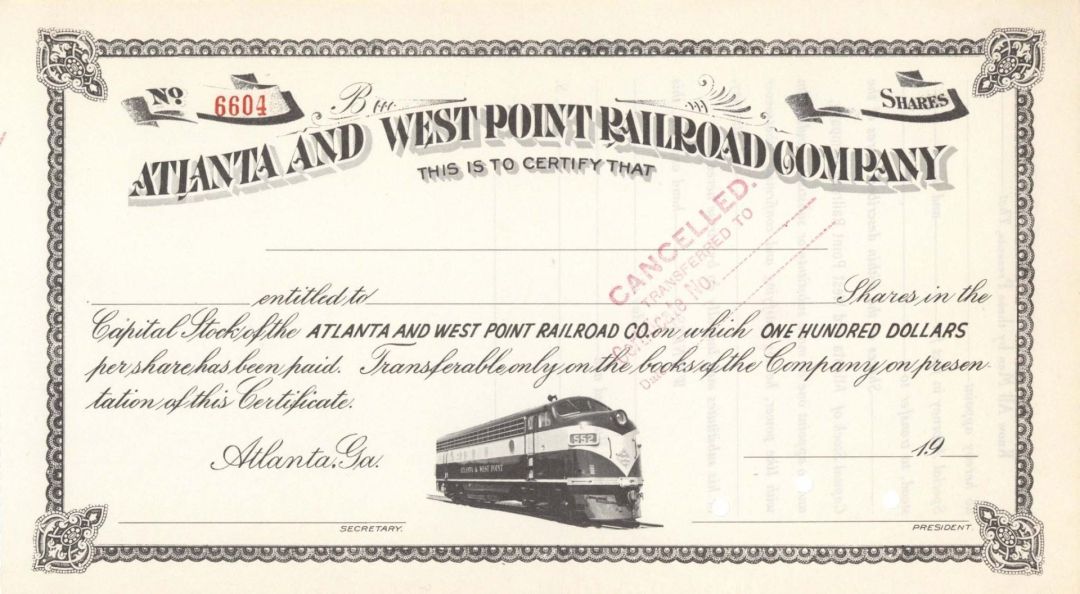 No. 6604
B
SHARES
ATLANTA AND WEST POINT RAILROAD COMPANY
THIS IS TO CERTIFY THAT
CANCELLED.
TRANSFERRED TO
Certificate No.
entitled to Shares in the
Capital Stock of the ATLANTA AND WEST POINT RAILROAD CO. on which ONE HUNDRED DOLLARS
per share has been paid. Transferable only on the books of the Company on presen-
tation of this Certificate.
552
ATLANTA & WEST POINT
Atlanta, Ga. 19
SECRETARY.
PRESIDENT.